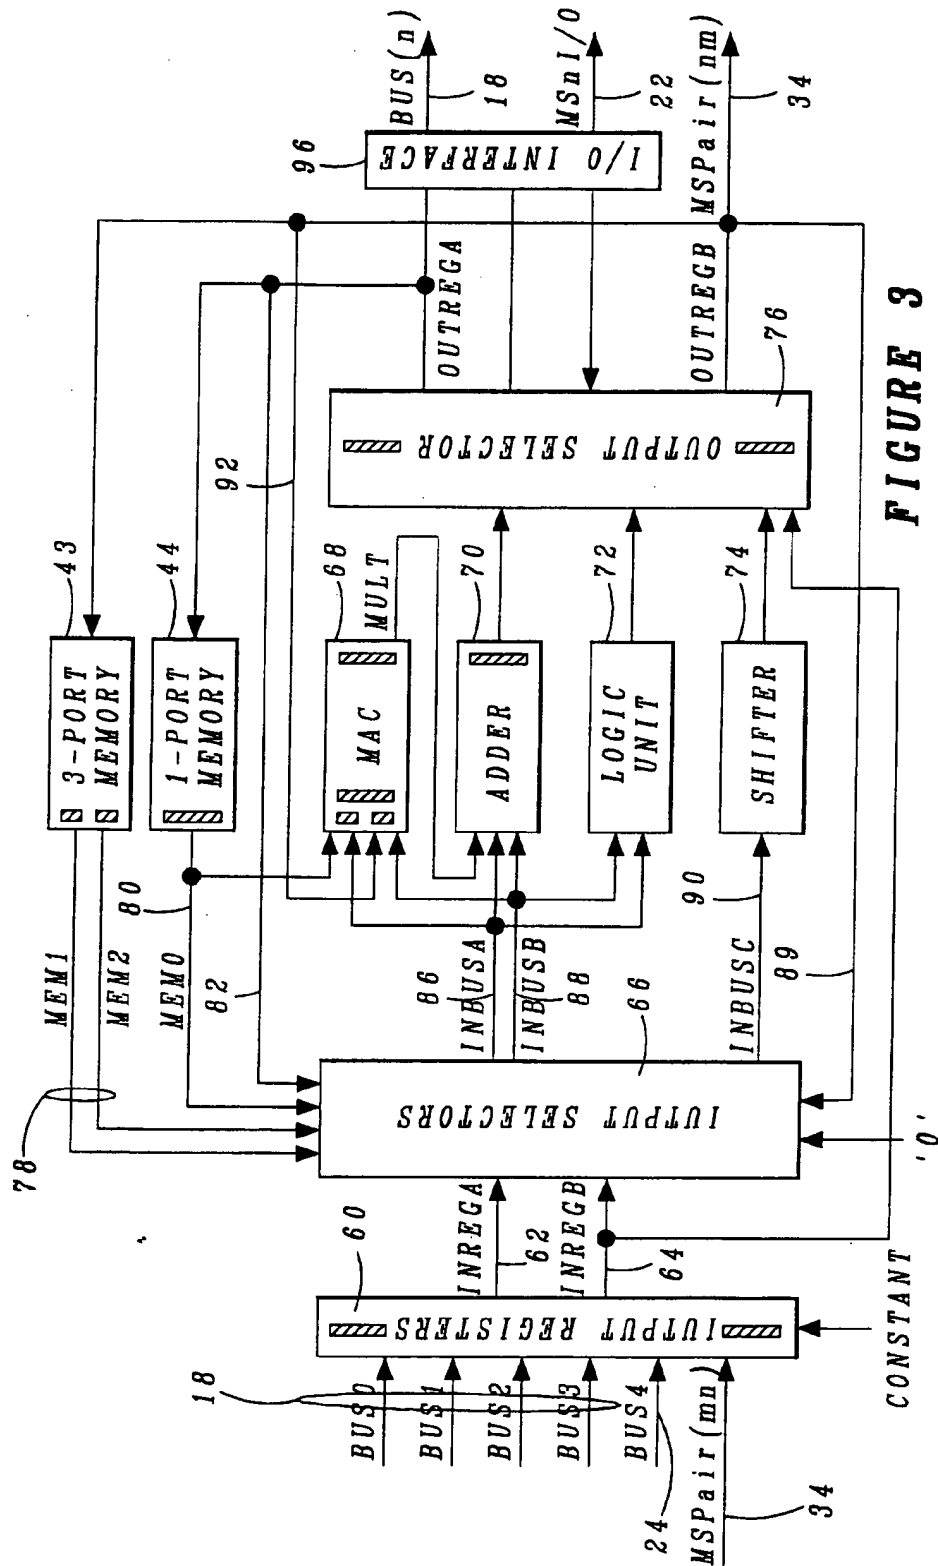 78
MEM1
MEM2
43
3-PORT
MEMORY
80
MEM0
44
1-PORT
MEMORY
82
92
96
BUS(n)
18
I/O INTERFACE
MSnI/O
22
MSPair(nm)
34
18
BUS0
BUS1
BUS2
BUS3
BUS4
24
MSPair(mn)
34
60
IUTPUT REGISTERS
CONSTANT
INREGA
62
INREGB
64
IUTPUT SELECTORS
66
'0'
INBUSA
86
INBUSB
88
INBUSC
90
89
68
MAC
MULT
70
ADDER
72
LOGIC
UNIT
74
SHIFTER
OUTPUT SELECTOR
76
OUTREGA
OUTREGB
FIGURE 3